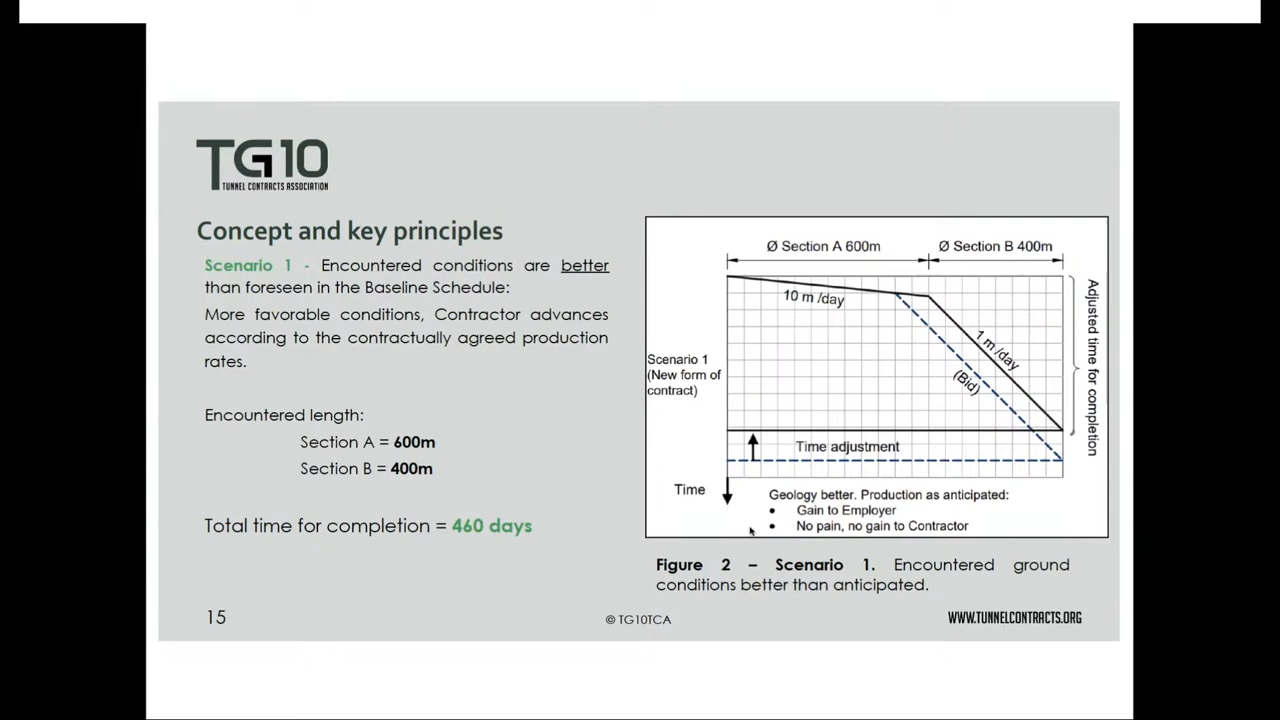 TG10
TUNNEL CONTRACTS ASSOCIATION
Concept and key principles
Scenario 1 - Encountered conditions are better
than foreseen in the Baseline Schedule:
More favorable conditions, Contractor advances
according to the contractually agreed production
rates.
Encountered length:
Section A = 600m
Section B = 400m
Total time for completion = 460 days
Ø Section A 600m
Ø Section B 400m
10 m /day
1 m /day
(Bid)
Scenario 1
(New form of
contract)
Adjusted time for completion
Time adjustment
Time
Geology better. Production as anticipated:
• Gain to Employer
• No pain, no gain to Contractor
Figure 2 – Scenario 1. Encountered ground
conditions better than anticipated.
15
© TG10TCA
WWW.TUNNELCONTRACTS.ORG